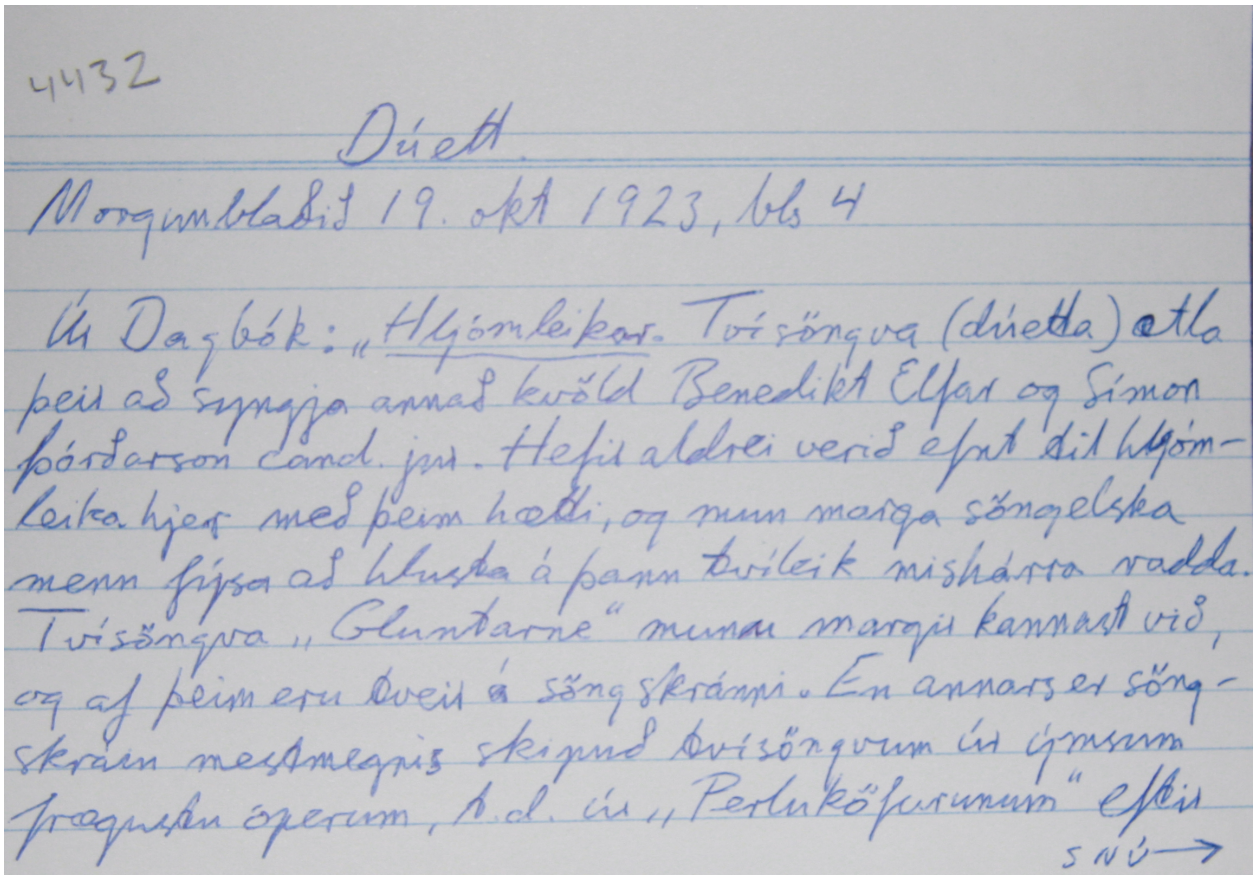 4432
Dúett.
Morgunblaðið 19. okt 1923, bls 4
Úr Dagbók: „Hljómleikar. Tvísöngva (dúetta) ætla
þeir að syngja annað kvöld Benedikt Elfar og Símon
Þórðarson cand. jur. Hefir aldrei verið efnt til hljóm-
leika hjer með þeim hætti, og mun marga söngelska
menn fýsa að hlusta á þann tvíleik mishárra radda.
Tvísöngva „Gluntarne“ munu margir kannast við,
og af þeim eru tveir á söngskránni. En annars er söng-
skráin mestmegnis skipuð tvísöngvum úr ýmsum
frægustu óperum, t.d. úr „Perluköfurunum“ eftir
SNÚ→